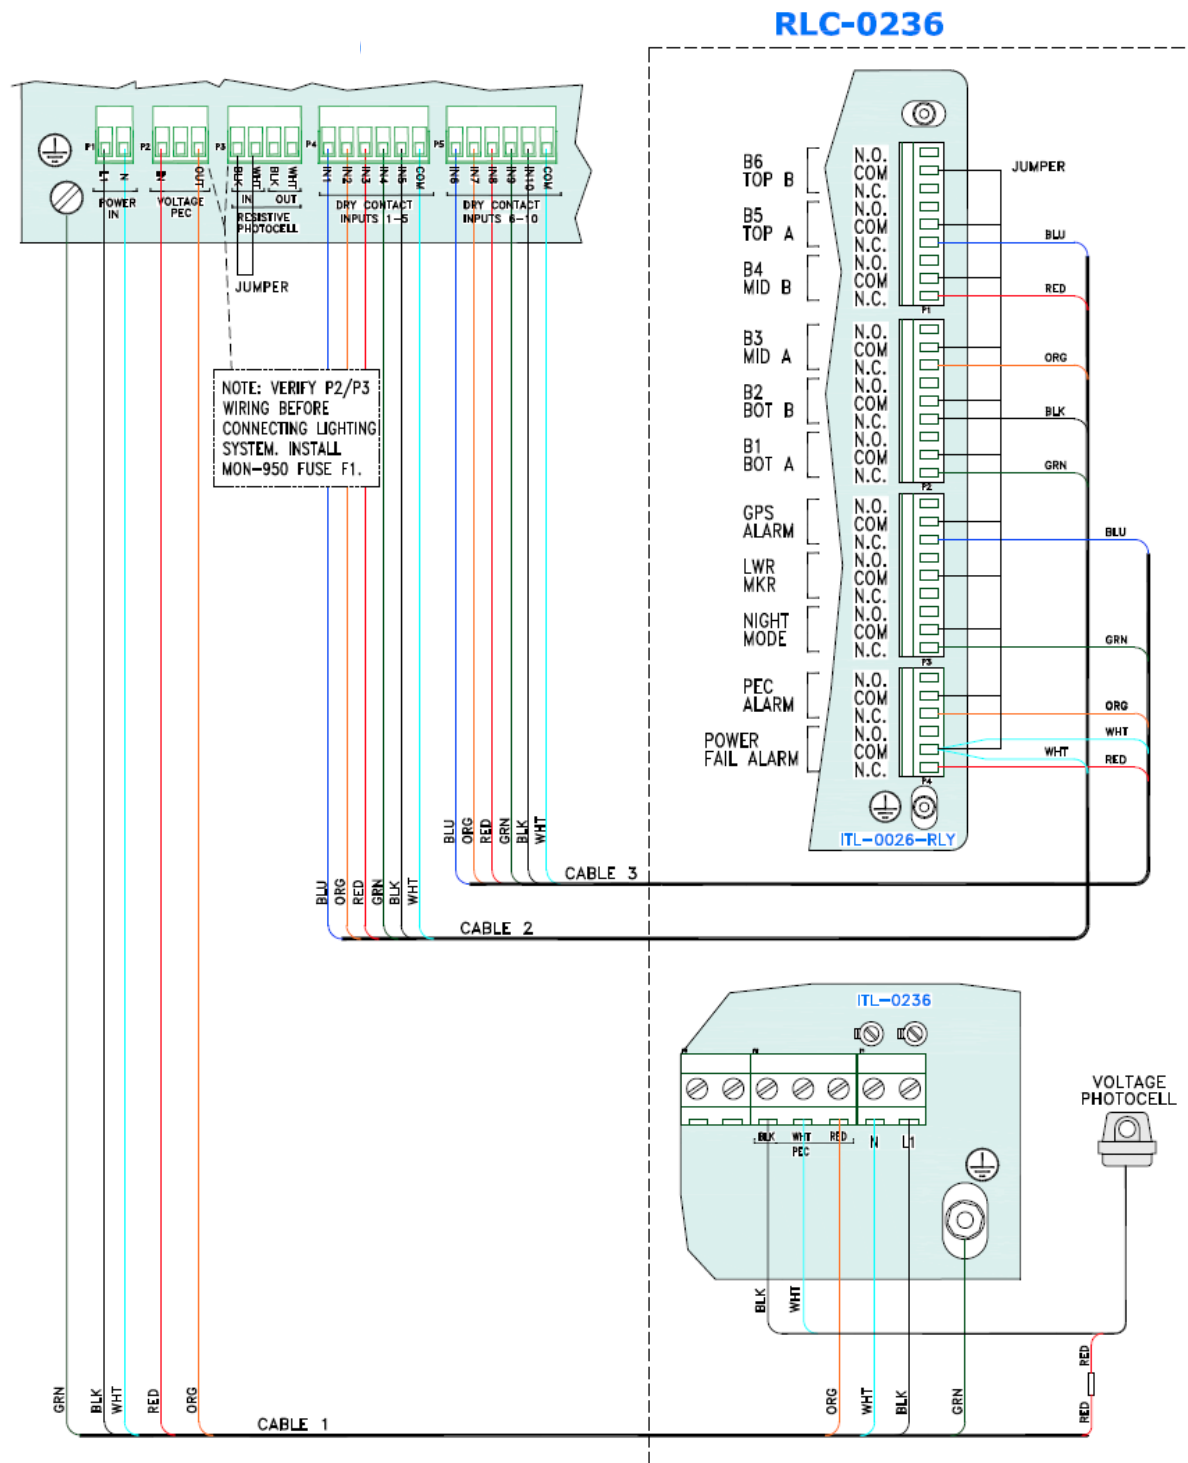 RLC-0236
P1
P2
P3
P4
P5
L1
N
IN
OUT
BLK
WHT
BLK
WHT
IN1
IN2
IN3
IN4
IN5
COM
IN6
IN7
IN8
IN9
IN10
COM
POWER
IN
VOLTAGE
PEC
IN
OUT
RESISTIVE
PHOTOCELL
DRY CONTACT
INPUTS 1-5
DRY CONTACT
INPUTS 6-10
JUMPER
NOTE: VERIFY P2/P3
WIRING BEFORE
CONNECTING LIGHTING
SYSTEM. INSTALL
MON-950 FUSE F1.
B6
TOP B
N.O.
COM
N.C.
JUMPER
B5
TOP A
N.O.
COM
N.C.
BLU
B4
MID B
N.O.
COM
N.C.
RED
P1
B3
MID A
N.O.
COM
N.C.
ORG
B2
BOT B
N.O.
COM
N.C.
BLK
B1
BOT A
N.O.
COM
N.C.
GRN
P2
GPS
ALARM
N.O.
COM
N.C.
BLU
LWR
MKR
N.O.
COM
N.C.
NIGHT
MODE
N.O.
COM
N.C.
GRN
P3
PEC
ALARM
N.O.
COM
N.C.
ORG
POWER
FAIL ALARM
N.O.
COM
N.C.
WHT
WHT
RED
P4
ITL-0026-RLY
BLU
ORG
RED
GRN
BLK
WHT
CABLE 3
BLU
ORG
RED
GRN
BLK
WHT
CABLE 2
ITL-0236
BLK
WHT
RED
PEC
N
L1
VOLTAGE
PHOTOCELL
BLK
WHT
RED
RED
GRN
BLK
WHT
RED
ORG
CABLE 1
ORG
WHT
BLK
GRN